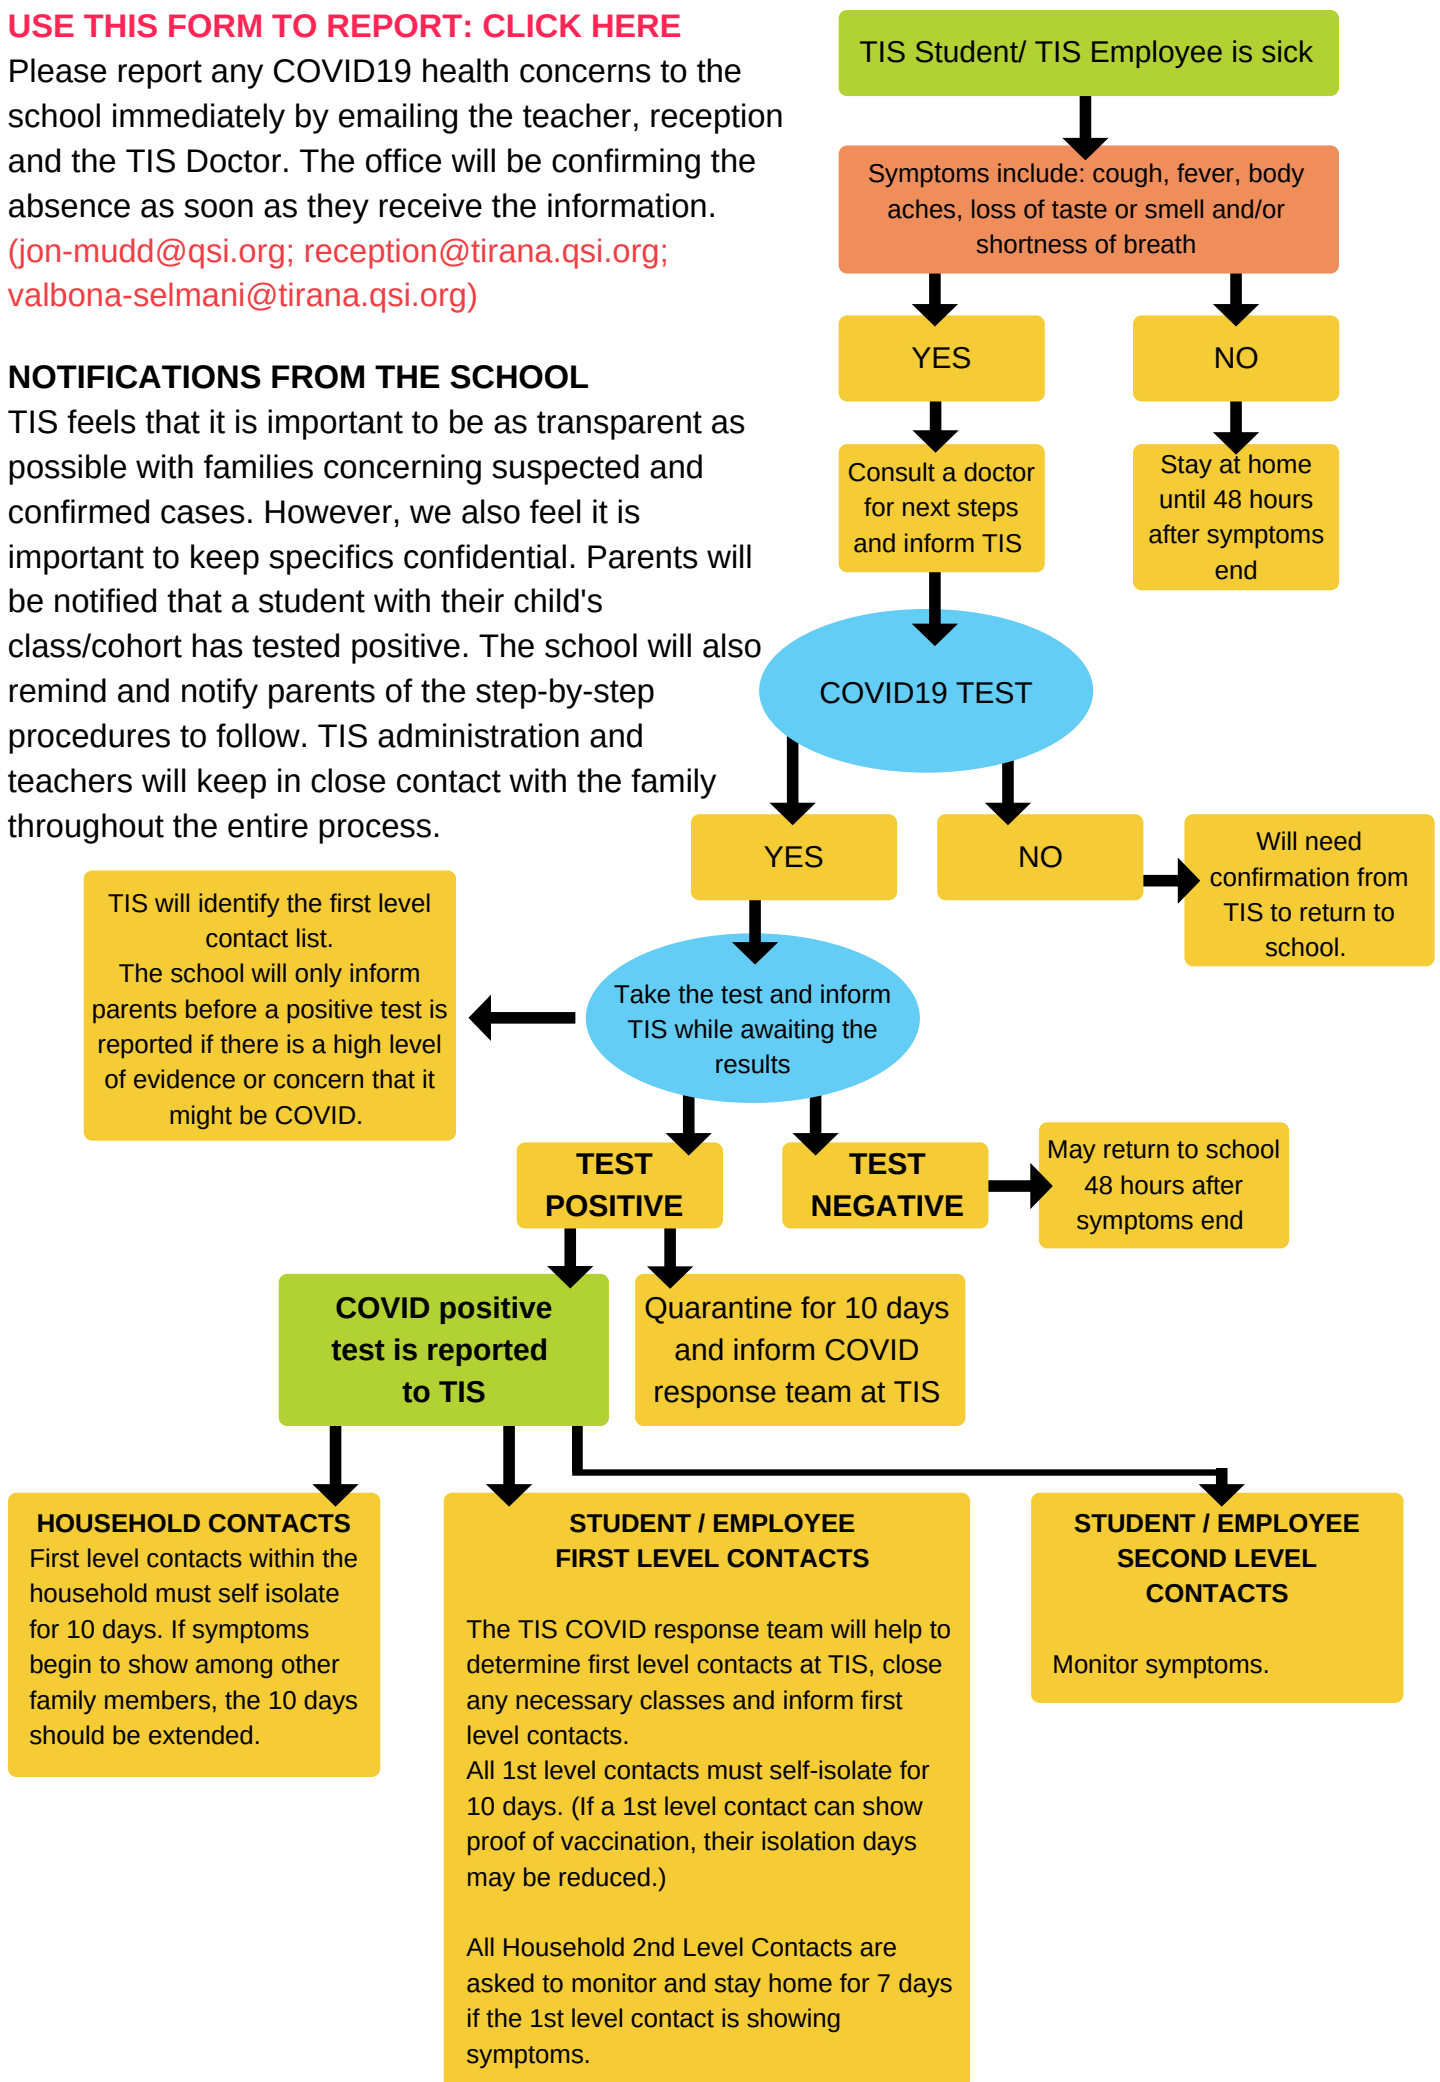 USE THIS FORM TO REPORT: CLICK HERE
Please report any COVID19 health concerns to the
school immediately by emailing the teacher, reception
and the TIS Doctor. The office will be confirming the
absence as soon as they receive the information.
(jon-mudd@qsi.org; reception@tirana.qsi.org;
valbona-selmani@tirana.qsi.org)
NOTIFICATIONS FROM THE SCHOOL
TIS feels that it is important to be as transparent as
possible with families concerning suspected and
confirmed cases. However, we also feel it is
important to keep specifics confidential. Parents will
be notified that a student with their child's
class/cohort has tested positive. The school will also
remind and notify parents of the step-by-step
procedures to follow. TIS administration and
teachers will keep in close contact with the family
throughout the entire process.
TIS Student/ TIS Employee is sick
Symptoms include: cough, fever, body
aches, loss of taste or smell and/or
shortness of breath
YES
NO
Consult a doctor
for next steps
and inform TIS
Stay at home
until 48 hours
after symptoms
end
COVID19 TEST
YES
NO
Will need
confirmation from
TIS to return to
school.
TIS will identify the first level
contact list.
The school will only inform
parents before a positive test is
reported if there is a high level
of evidence or concern that it
might be COVID.
Take the test and inform
TIS while awaiting the
results
TEST
POSITIVE
TEST
NEGATIVE
May return to school
48 hours after
symptoms end
COVID positive
test is reported
to TIS
Quarantine for 10 days
and inform COVID
response team at TIS
HOUSEHOLD CONTACTS
First level contacts within the
household must self isolate
for 10 days. If symptoms
begin to show among other
family members, the 10 days
should be extended.
STUDENT / EMPLOYEE
FIRST LEVEL CONTACTS
The TIS COVID response team will help to
determine first level contacts at TIS, close
any necessary classes and inform first
level contacts.
All 1st level contacts must self-isolate for
10 days. (If a 1st level contact can show
proof of vaccination, their isolation days
may be reduced.)
All Household 2nd Level Contacts are
asked to monitor and stay home for 7 days
if the 1st level contact is showing
symptoms.
STUDENT / EMPLOYEE
SECOND LEVEL
CONTACTS
Monitor symptoms.